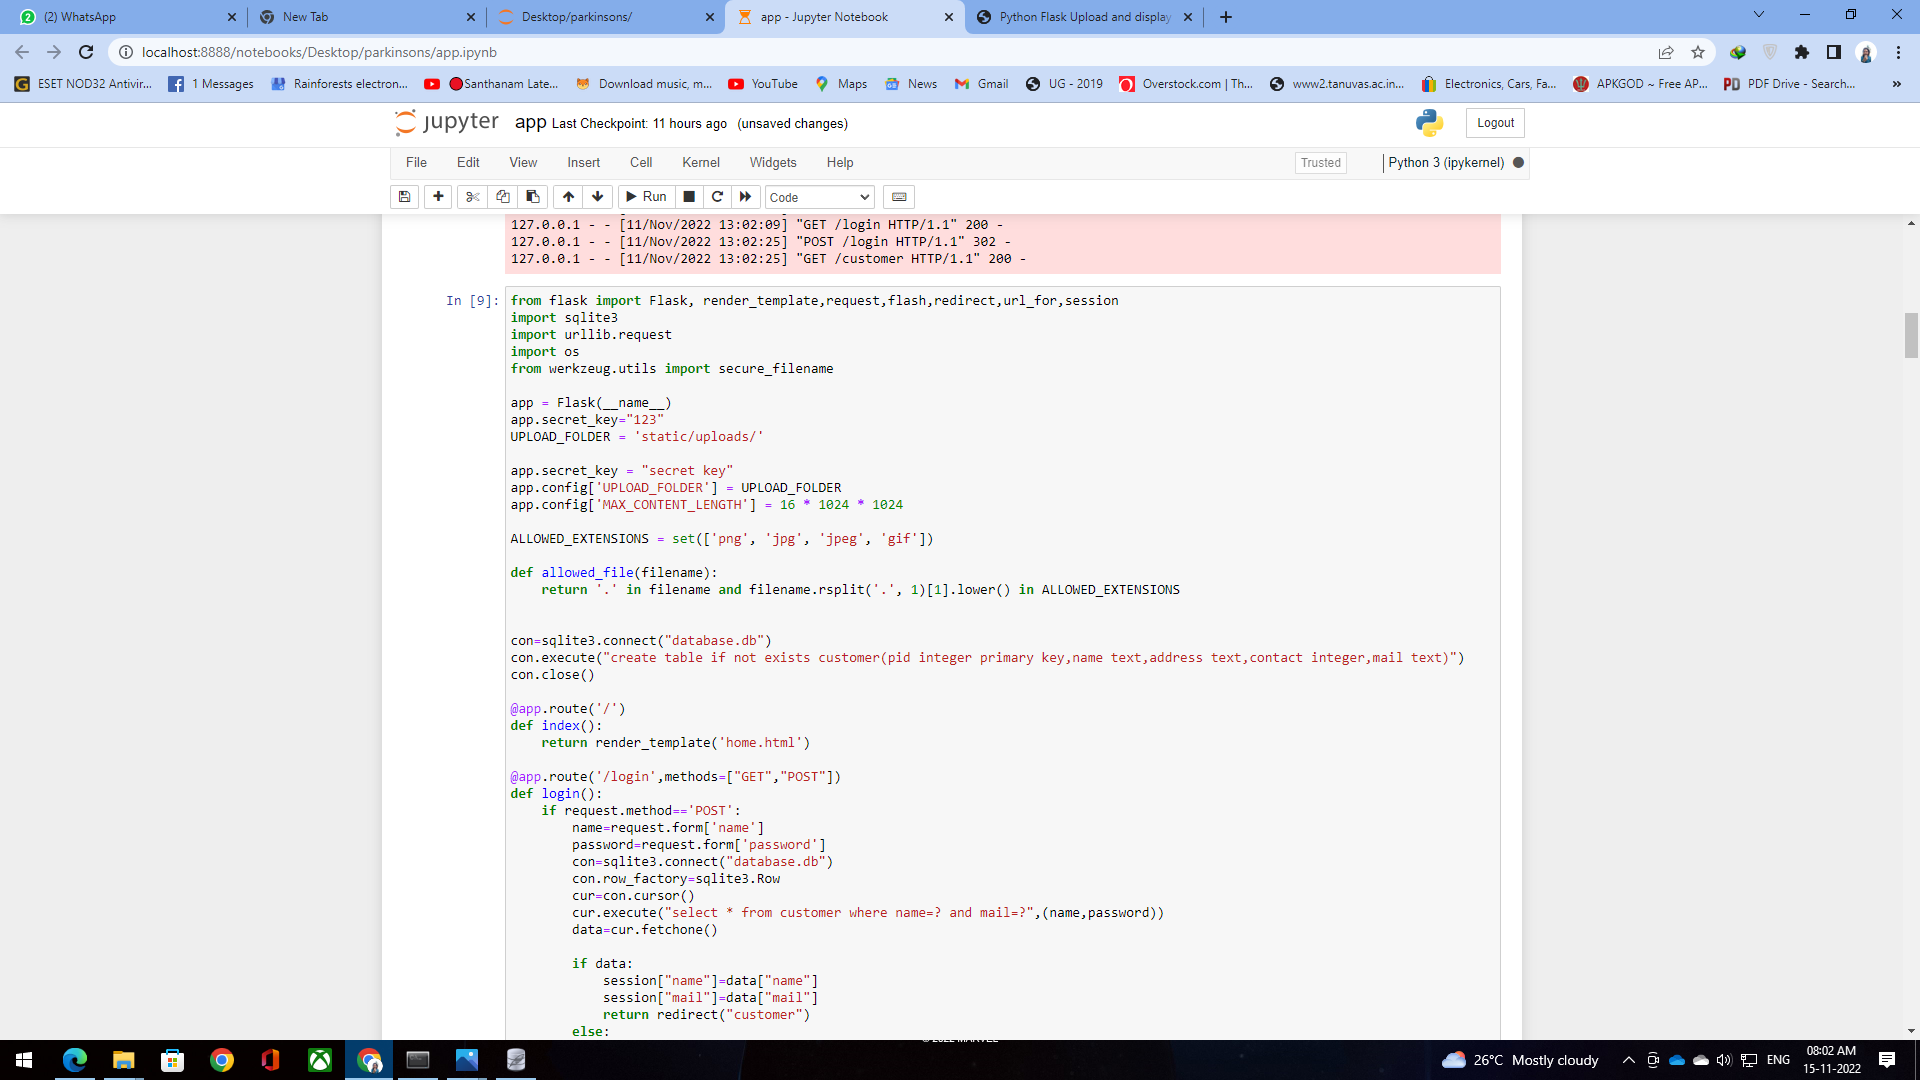 (2) WhatsApp
New Tab
Desktop/parkinsons/
app - Jupyter Notebook
Python Flask Upload and display
localhost:8888/notebooks/Desktop/parkinsons/app.ipynb
ESET NOD32 Antivir...
1 Messages
Rainforests electron...
Santhanam Late...
Download music, m...
YouTube
Maps
News
Gmail
UG - 2019
Overstock.com | Th...
www2.tanuvas.ac.in...
Electronics, Cars, Fa...
APKGOD ~ Free AP...
PDF Drive - Search...
»
jupyter app Last Checkpoint: 11 hours ago (unsaved changes)
Logout
File Edit View Insert Cell Kernel Widgets Help
Trusted
Python 3 (ipykernel)
Run
Code
127.0.0.1 - - [11/Nov/2022 13:02:09] "GET /login HTTP/1.1" 200 -
127.0.0.1 - - [11/Nov/2022 13:02:25] "POST /login HTTP/1.1" 302 -
127.0.0.1 - - [11/Nov/2022 13:02:25] "GET /customer HTTP/1.1" 200 -
In [9]:
from flask import Flask, render_template,request,flash,redirect,url_for,session
import sqlite3
import urllib.request
import os
from werkzeug.utils import secure_filename
app = Flask(__name__)
app.secret_key="123"
UPLOAD_FOLDER = 'static/uploads/'
app.secret_key = "secret key"
app.config['UPLOAD_FOLDER'] = UPLOAD_FOLDER
app.config['MAX_CONTENT_LENGTH'] = 16 * 1024 * 1024
ALLOWED_EXTENSIONS = set(['png', 'jpg', 'jpeg', 'gif'])
def allowed_file(filename):
    return '.' in filename and filename.rsplit('.', 1)[1].lower() in ALLOWED_EXTENSIONS
con=sqlite3.connect("database.db")
con.execute("create table if not exists customer(pid integer primary key,name text,address text,contact integer,mail text)")
con.close()
@app.route('/')
def index():
    return render_template('home.html')
@app.route('/login',methods=["GET","POST"])
def login():
    if request.method=='POST':
        name=request.form['name']
        password=request.form['password']
        con=sqlite3.connect("database.db")
        con.row_factory=sqlite3.Row
        cur=con.cursor()
        cur.execute("select * from customer where name=? and mail=?",(name,password))
        data=cur.fetchone()
        if data:
            session["name"]=data["name"]
            session["mail"]=data["mail"]
            return redirect("customer")
        else:
26°C Mostly cloudy
ENG
08:02 AM
15-11-2022